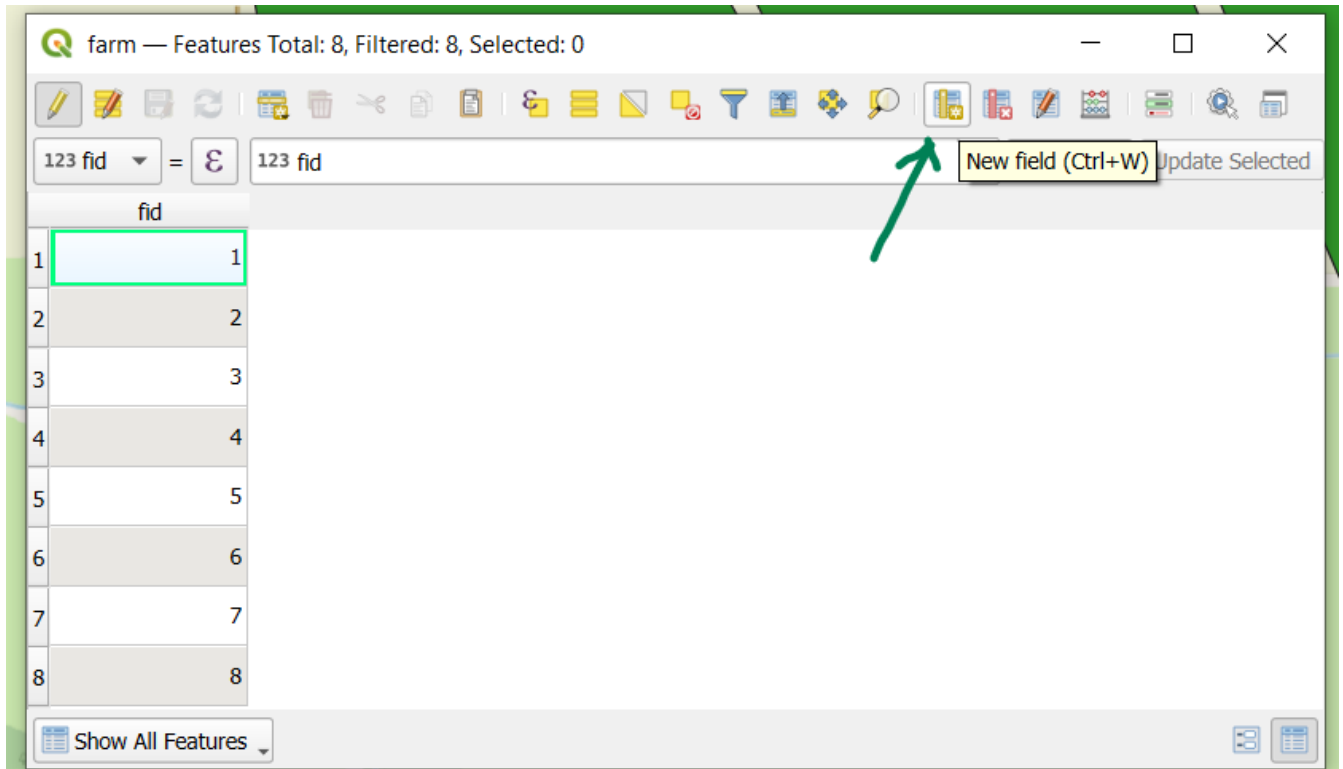 farm — Features Total: 8, Filtered: 8, Selected: 0
123 fid = ε 123 fid New field (Ctrl+W) Update Selected
fid
1 1
2 2
3 3
4 4
5 5
6 6
7 7
8 8
Show All Features